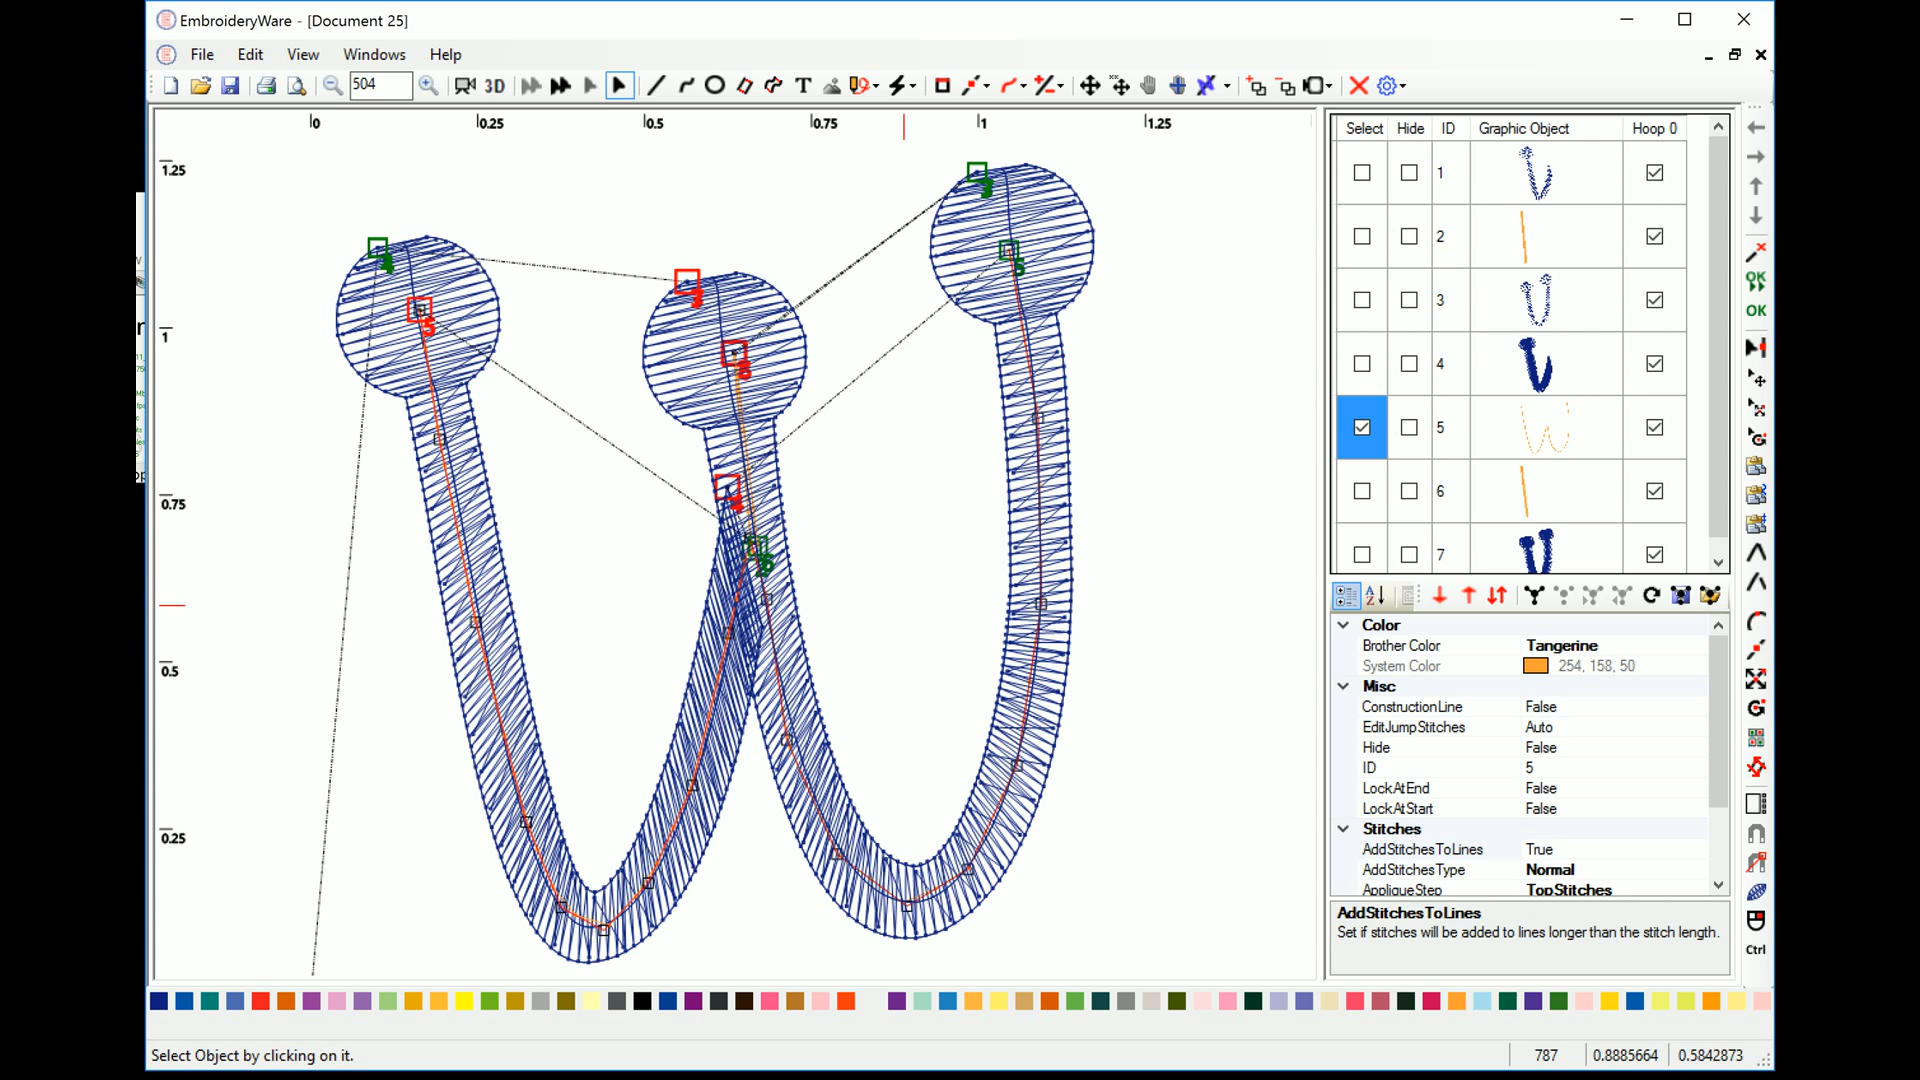 EmbroideryWare - [Document 25]
File Edit View Windows Help
504 3D T
0 0.25 0.5 0.75 1 1.25
1.25
1
0.75
0.5
0.25
Select Hide ID Graphic Object Hoop 0
1
2
3
4
5
6
7
OK
OK
Color
Brother Color Tangerine
System Color 254, 158, 50
Misc
ConstructionLine False
EditJumpStitches Auto
Hide False
ID 5
LockAtEnd False
LockAtStart False
Stitches
AddStitchesToLines True
AddStitchesType Normal
AppliqueStep TopStitches
AddStitchesToLines
Set if stitches will be added to lines longer than the stitch length.
Ctrl
Select Object by clicking on it.
787 0.8885664 0.5842873